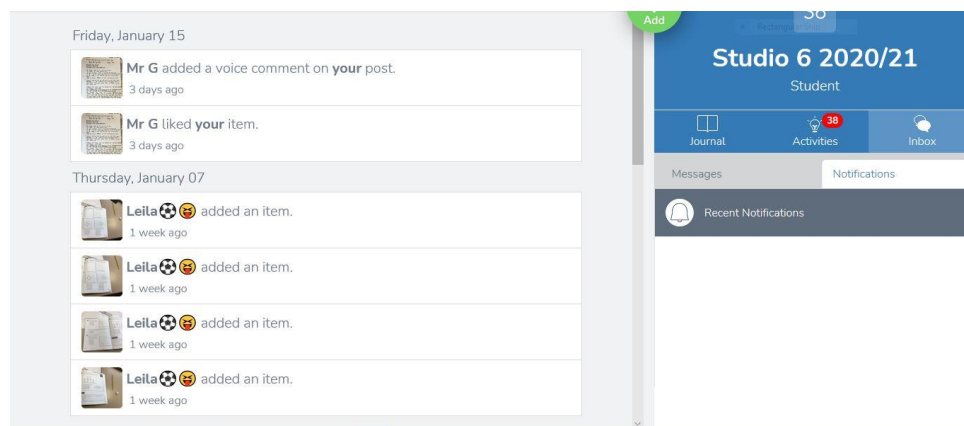 Friday, January 15
Mr G added a voice comment on your post.
3 days ago
Mr G liked your item.
3 days ago
Thursday, January 07
Leila⚽😝 added an item.
1 week ago
Leila⚽😝 added an item.
1 week ago
Leila⚽😝 added an item.
1 week ago
Leila⚽😝 added an item.
1 week ago
Add
S6
Studio 6 2020/21
Student
Journal
38
Activities
Inbox
Messages
Notifications
Recent Notifications